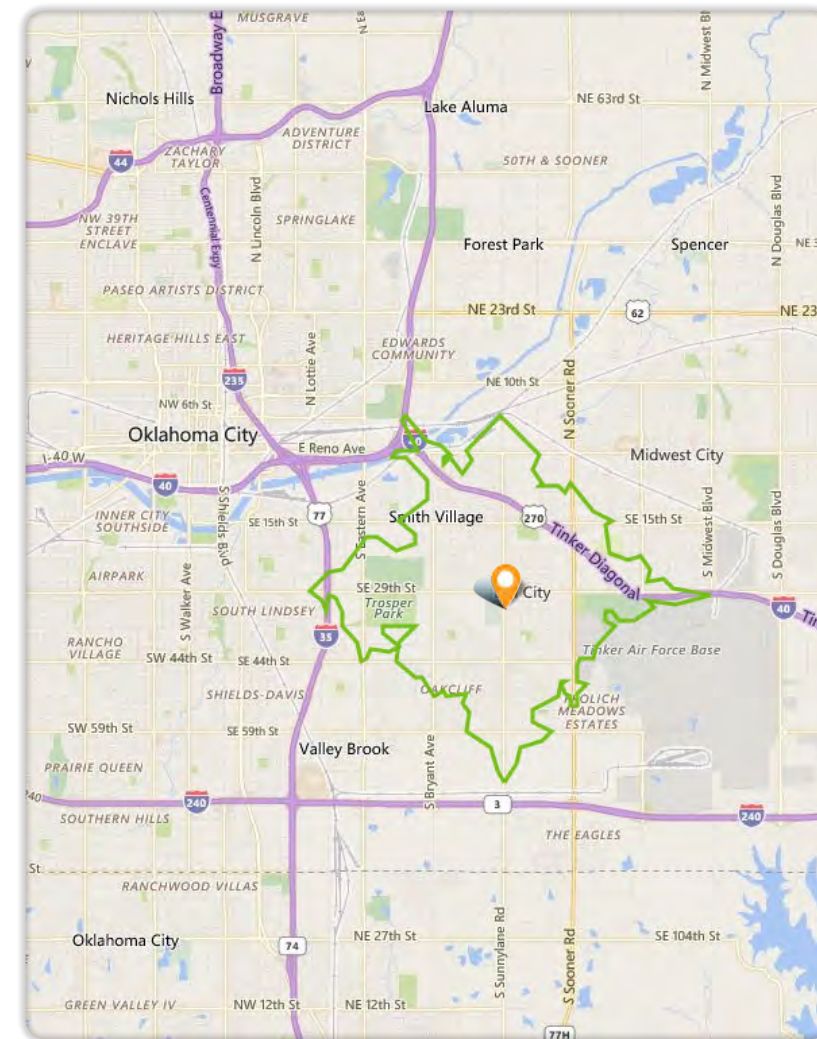 MUSGRAVE
Broadway E
N E
N Midwest Bl
Nichols Hills
Lake Aluma
NE 63rd St
ADVENTURE
DISTRICT
ZACHARY
TAYLOR
44
50TH & SOONER
Centennial Expy
N Lincoln Blvd
N Douglas Blvd
NW 39TH
STREET
ENCLAVE
SPRINGLAKE
Forest Park
Spencer
NE 3
PASEO ARTISTS DISTRICT
NE 23rd St
62
NE 23
HERITAGE HILLS EAST
N Lottie Ave
EDWARDS
COMMUNITY
N Sooner Rd
235
NE 10th St
NW 6th St
Oklahoma City
E Reno Ave
40
Midwest City
I-40 W
40
S Shields Blvd
77
S Eastern Ave
INNER CITY
SOUTHSIDE
SE 15th St
Smith Village
270
SE 15th St
S Midwest Blvd
S Douglas Blvd
Tinker Diagonal
AIRPARK
S Walker Ave
SE 29th St
City
SOUTH LINDSEY
Trosper
Park
40
Ti
35
RANCHO
VILLAGE
SW 44th St
SE 44th St
Tinker Air Force Base
SHIELDS-DAVIS
OAKCLIFF
FROLICH
MEADOWS
ESTATES
SW 59th St
SE 59th St
Valley Brook
S Bryant Ave
PRAIRIE QUEEN
240
240
3
240
SOUTHERN HILLS
THE EAGLES
St
RANCHWOOD VILLAS
S Sunnylane Rd
S Sooner Rd
Oklahoma City
74
NE 27th St
SE 104th St
GREEN VALLEY IV
NW 12th St
NE 12th St
77H